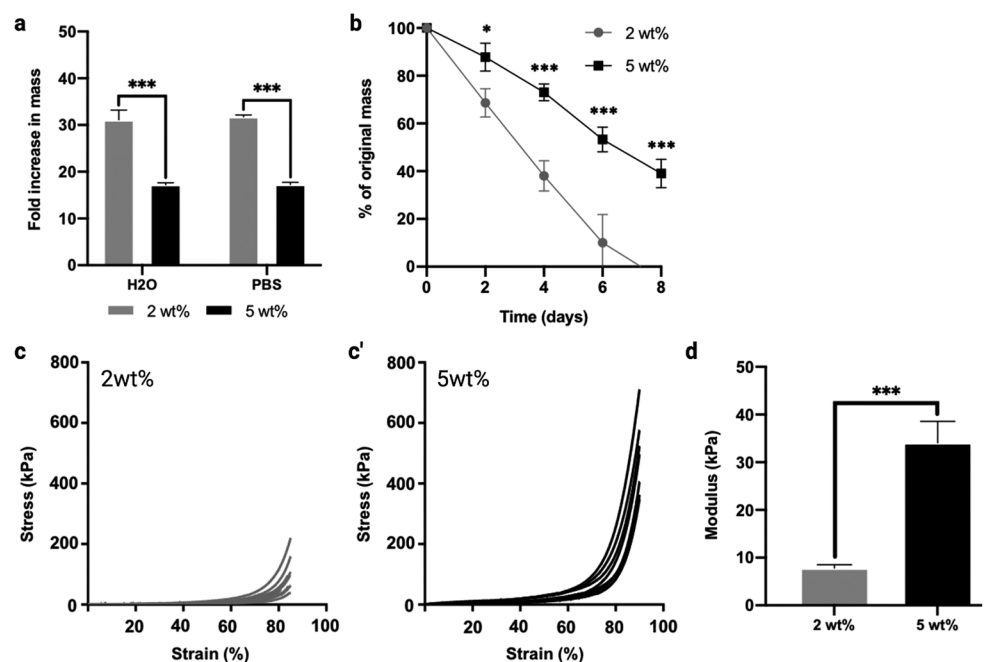 a
50
40
30
20
10
0
Fold increase in mass
***
***
H2O
PBS
2 wt%
5 wt%
b
100
80
60
40
20
0
% of original mass
*
***
***
***
2 wt%
5 wt%
0
2
4
6
8
Time (days)
c
800
600
400
200
0
Stress (kPa)
2wt%
20
40
60
80
100
Strain (%)
c'
800
600
400
200
0
Stress (kPa)
5wt%
20
40
60
80
100
Strain (%)
d
50
40
30
20
10
0
Modulus (kPa)
***
2 wt%
5 wt%